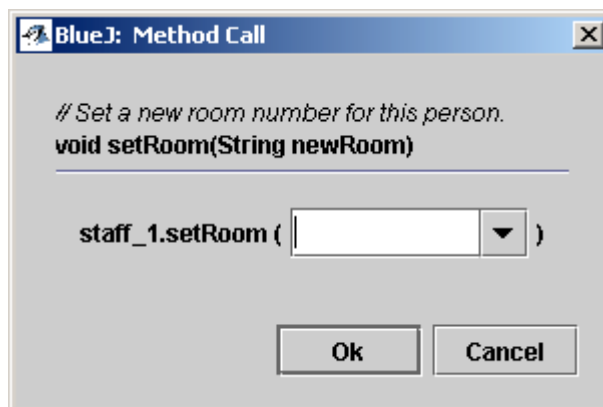 BlueJ: Method Call
// Set a new room number for this person.
void setRoom(String newRoom)
staff_1.setRoom ( )
Ok Cancel